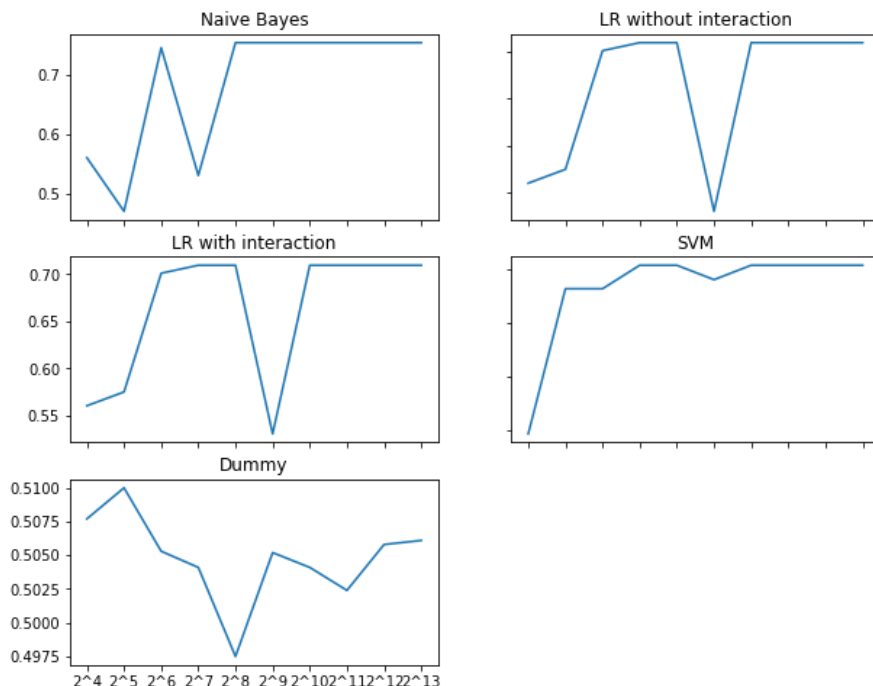 Naive Bayes
0.7
0.6
0.5
LR without interaction
LR with interaction
0.70
0.65
0.60
0.55
SVM
Dummy
0.5100
0.5075
0.5050
0.5025
0.5000
0.4975
2^4 2^5 2^6 2^7 2^8 2^9 2^10 2^11 2^12 2^13